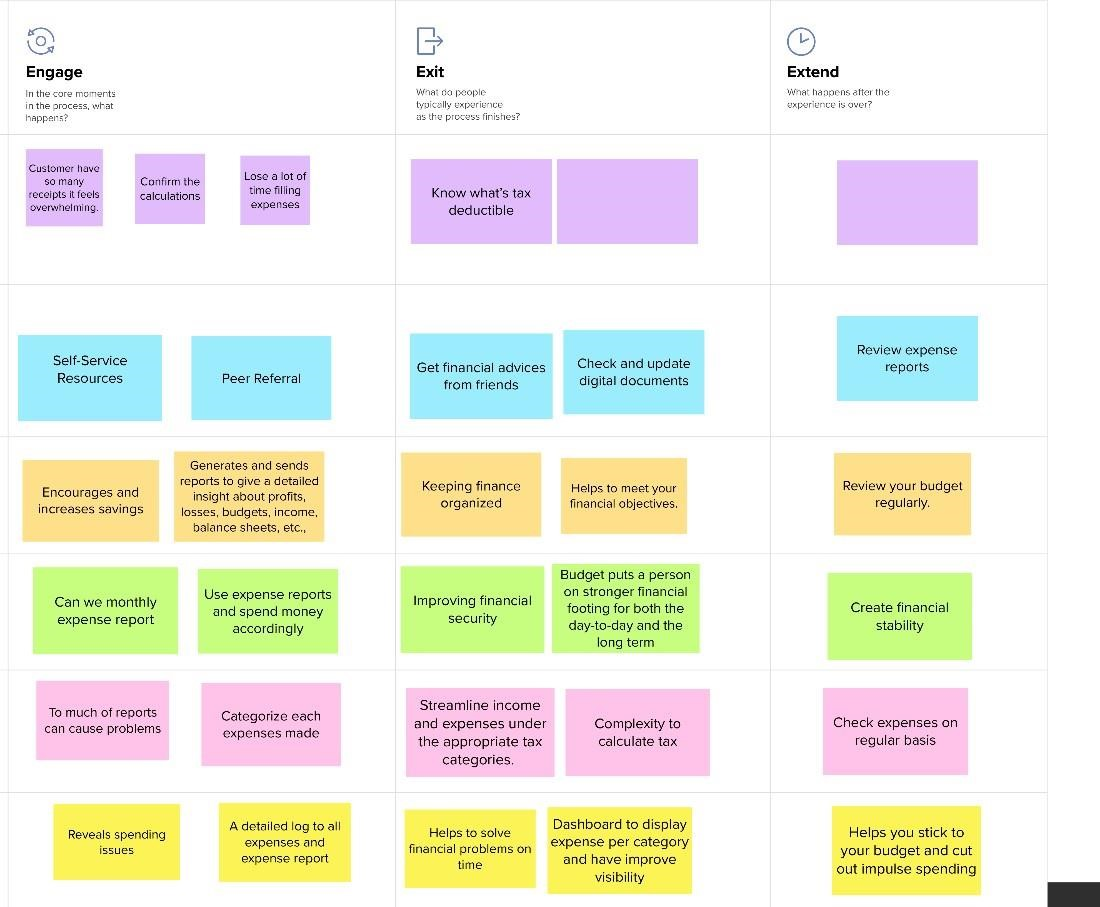 Engage
In the core moments
in the process, what
happens?
Exit
What do people
typically experience
as the process finishes?
Extend
What happens after the
experience is over?
Customer have
so many
receipts it feels
overwhelming.
Confirm the
calculations
Lose a lot of
time filling
expenses
Know what's tax
deductible
Self-Service
Resources
Peer Referral
Get financial advices
from friends
Check and update
digital documents
Review expense
reports
Encourages and
increases savings
Generates and sends
reports to give a detailed
insight about profits,
losses, budgets, income,
balance sheets, etc.,
Keeping finance
organized
Helps to meet your
financial objectives.
Review your budget
regularly.
Can we monthly
expense report
Use expense reports
and spend money
accordingly
Improving financial
security
Budget puts a person
on stronger financial
footing for both the
day-to-day and the
long term
Create financial
stability
To much of reports
can cause problems
Categorize each
expenses made
Streamline income
and expenses under
the appropriate tax
categories.
Complexity to
calculate tax
Check expenses on
regular basis
Reveals spending
issues
A detailed log to all
expenses and
expense report
Helps to solve
financial problems on
time
Dashboard to display
expense per category
and have improve
visibility
Helps you stick to
your budget and cut
out impulse spending